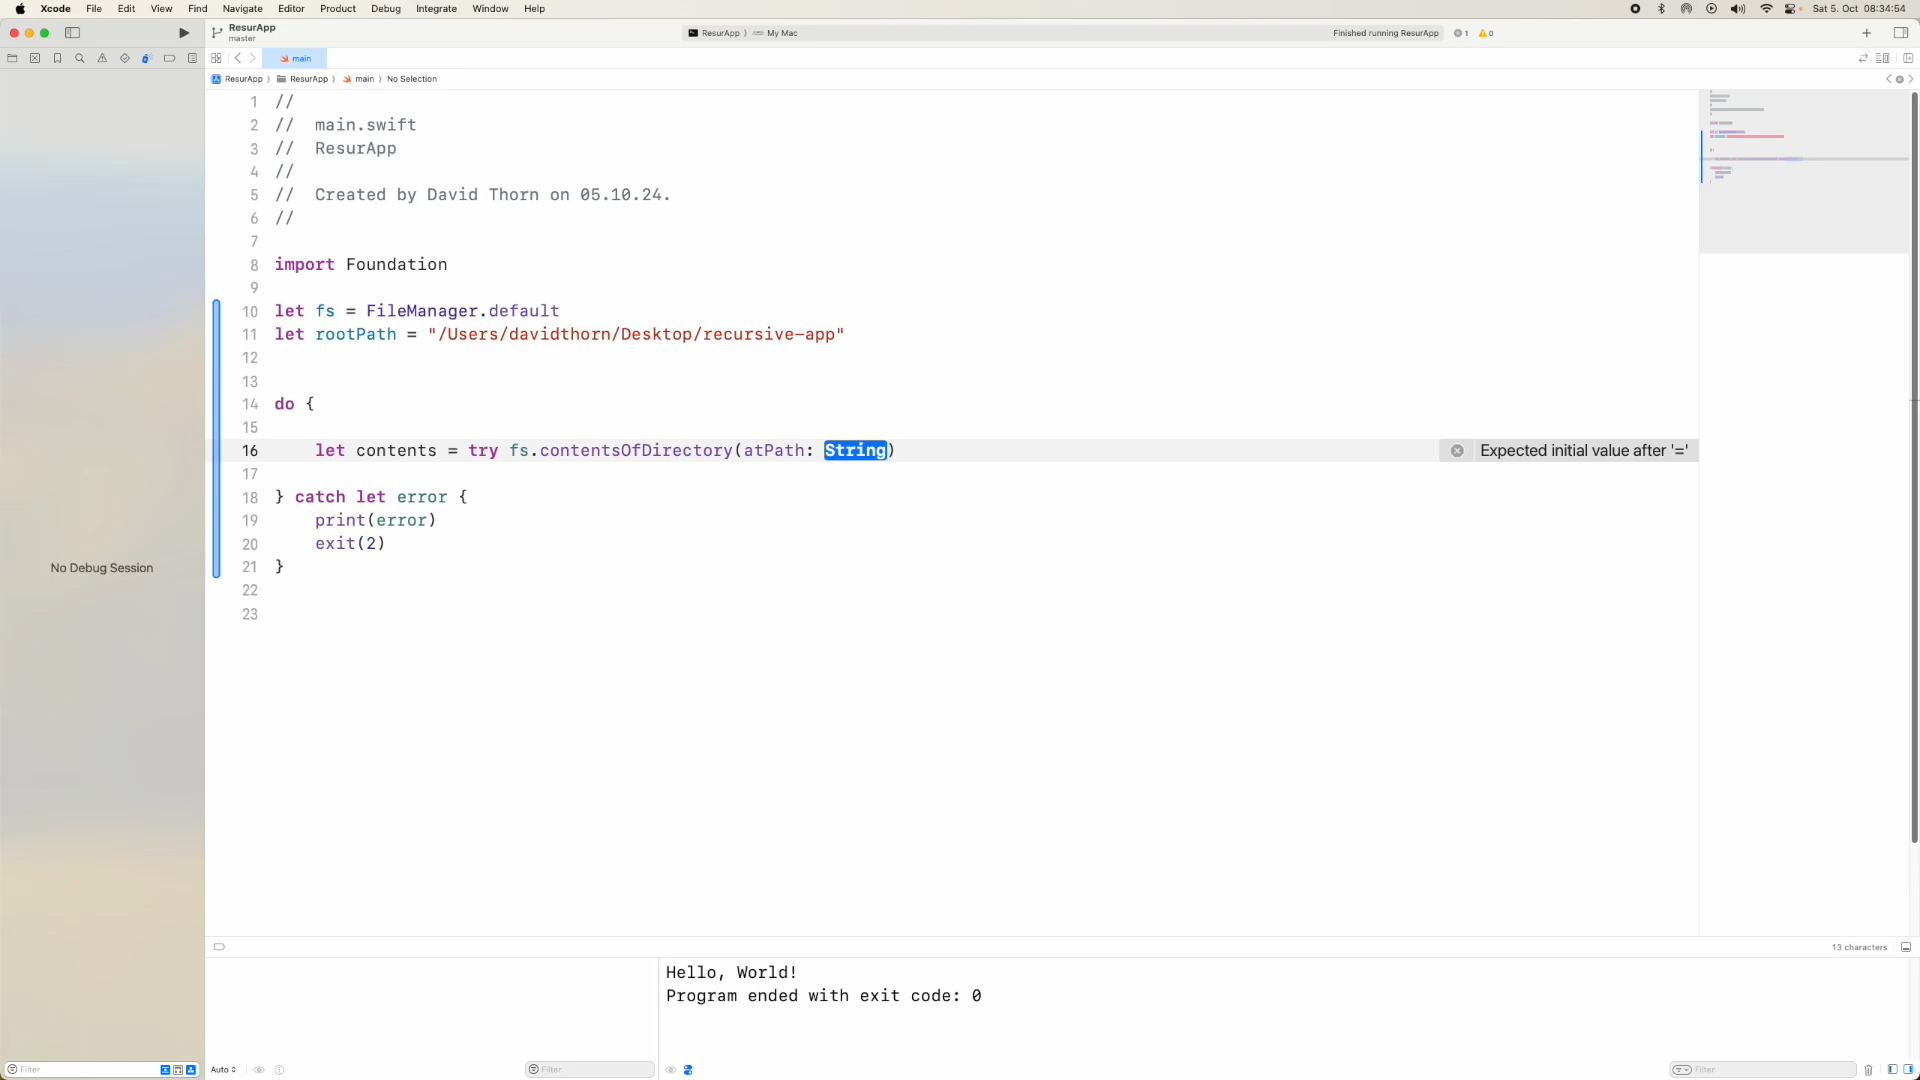 Xcode File Edit View Find Navigate Editor Product Debug Integrate Window Help Sat 5. Oct 08:34:54
ResurApp
master
ResurApp 〉 My Mac Finished running ResurApp 1 0
main
ResurApp 〉 ResurApp 〉 main 〉 No Selection
1 //
2 // main.swift
3 // ResurApp
4 //
5 // Created by David Thorn on 05.10.24.
6 //
7
8 import Foundation
9
10 let fs = FileManager.default
11 let rootPath = "/Users/davidthorn/Desktop/recursive-app"
12
13
14 do {
15
16 let contents = try fs.contentsOfDirectory(atPath: String) Expected initial value after '='
17
18 } catch let error {
19 print(error)
20 exit(2)
21 }
22
23
No Debug Session
13 characters
Hello, World!
Program ended with exit code: 0
Filter Auto Filter Filter